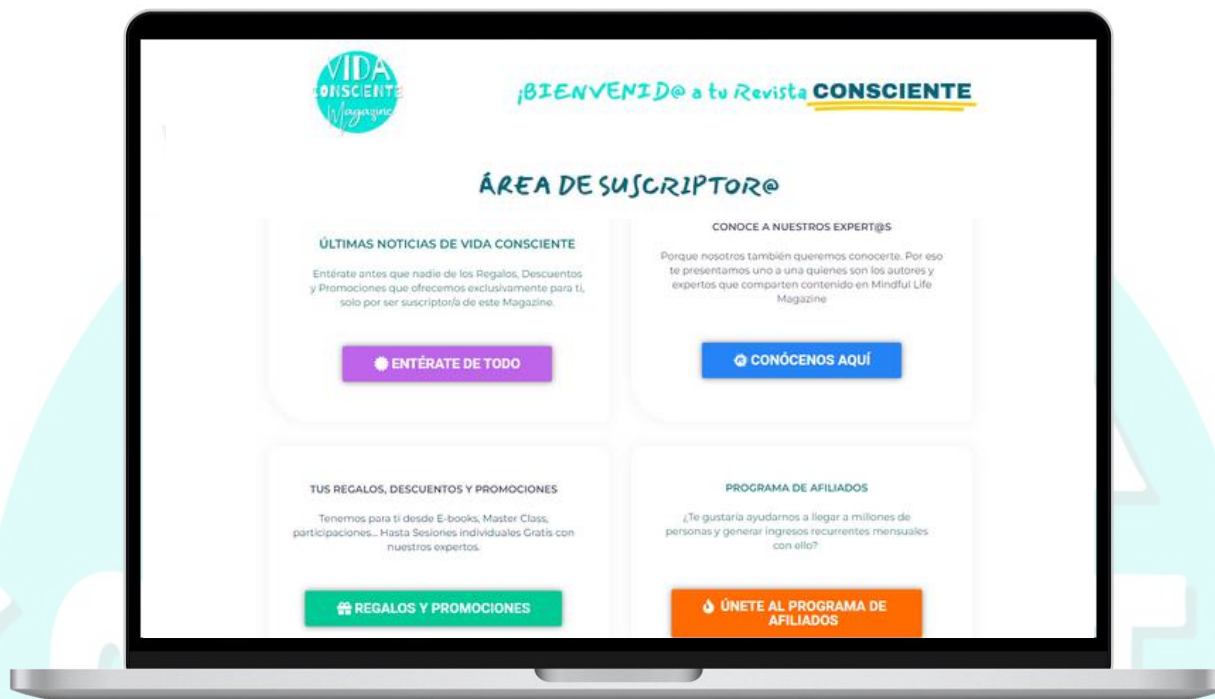 VIDA
CONSCIENTE
Magazine
¡BIENVENID@ a tu Revista CONSCIENTE
ÁREA DE SUSCRIPTOR@
ÚLTIMAS NOTICIAS DE VIDA CONSCIENTE
Entérate antes que nadie de los Regalos, Descuentos
y Promociones que ofrecemos exclusivamente para ti,
solo por ser suscriptor/a de este Magazine.
ENTÉRATE DE TODO
CONOCE A NUESTROS EXPERT@S
Porque nosotros también queremos conocerte. Por eso
te presentamos uno a una quienes son los autores y
expertos que comparten contenido en Mindful Life
Magazine
CONÓCENOS AQUÍ
TUS REGALOS, DESCUENTOS Y PROMOCIONES
Tenemos para ti desde E-books, Master Class,
participaciones... Hasta Sesiones individuales Gratis con
nuestros expertos.
REGALOS Y PROMOCIONES
PROGRAMA DE AFILIADOS
¿Te gustaría ayudarnos a llegar a millones de
personas y generar ingresos recurrentes mensuales
con ello?
ÚNETE AL PROGRAMA DE
AFILIADOS